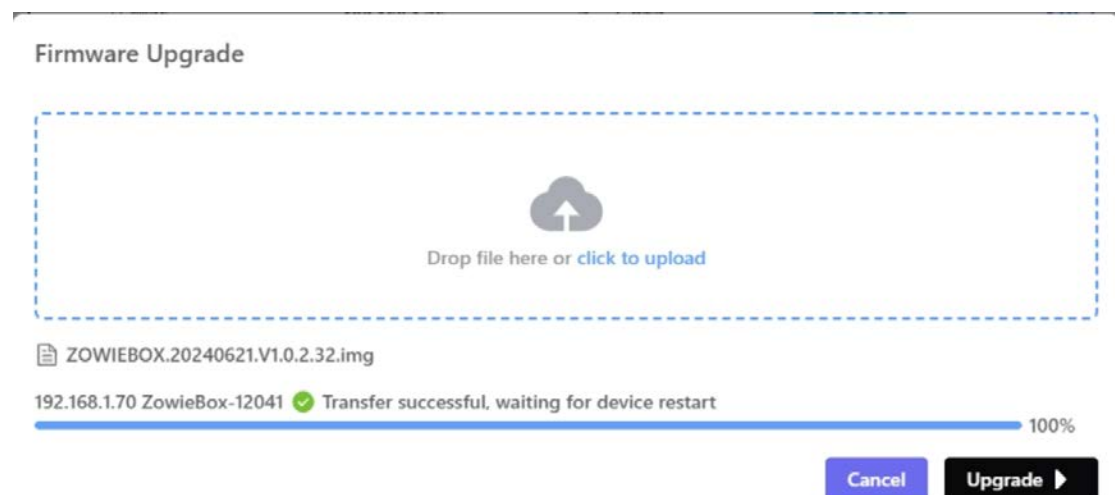 Firmware Upgrade
Drop file here or click to upload
ZOWIEBOX.20240621.V1.0.2.32.img
192.168.1.70 ZowieBox-12041 Transfer successful, waiting for device restart
100%
Cancel
Upgrade